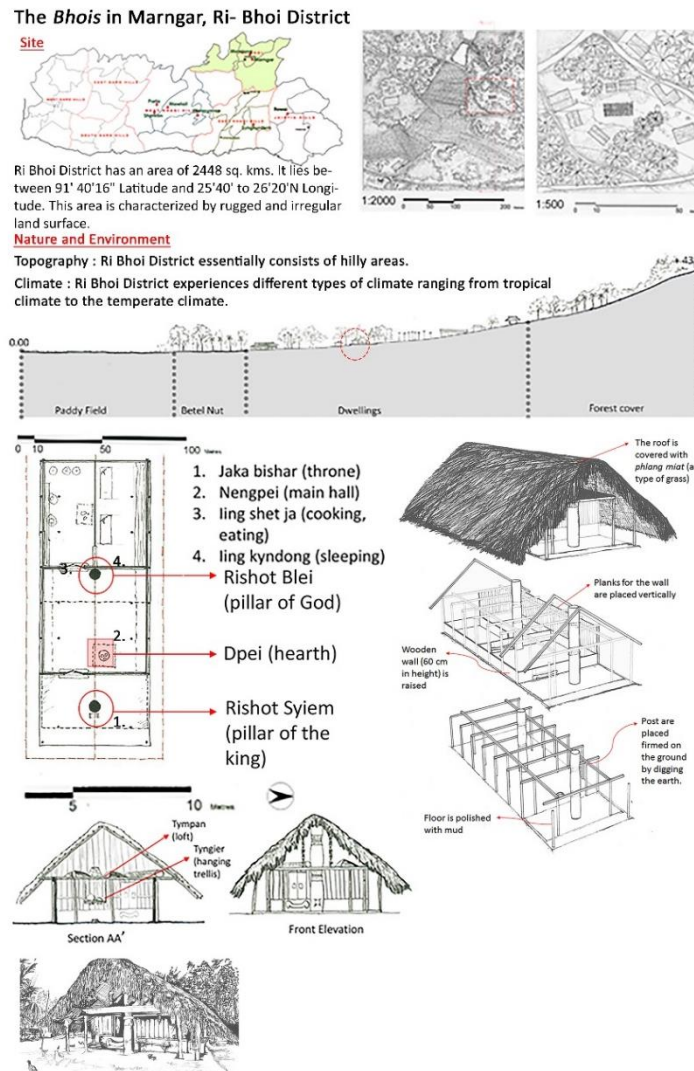 The Bhois in Marngar, Ri- Bhoi District
Site
Ri Bhoi District has an area of 2448 sq. kms. It lies be-
tween 91' 40'16" Latitude and 25'40' to 26'20'N Longi-
tude. This area is characterized by rugged and irregular
land surface.
1:2000
100
200
1:500
50
Nature and Environment
Topography : Ri Bhoi District essentially consists of hilly areas.
Climate : Ri Bhoi District experiences different types of climate ranging from tropical
climate to the temperate climate.
0.00
Paddy Field
Betel Nut
Dwellings
Forest cover
0 10 50 100 Metres
1. Jaka bishar (throne)
2. Nengpei (main hall)
3. Iing shet ja (cooking,
eating)
4. Iing kyndong (sleeping)
Rishot Blei
(pillar of God)
Dpei (hearth)
Rishot Syiem
(pillar of the
king)
3.
4.
2.
1.
The roof is
covered with
phlang miat (a
type of grass)
Planks for the wall
are placed vertically
Wooden
wall (60 cm
in height) is
raised
Post are
placed
firmed on
the ground
by digging
the earth.
Floor is polished
with mud
5 10 Metres
Tympan
(loft)
Tyngier
(hanging
trellis)
Section AA'
Front Elevation